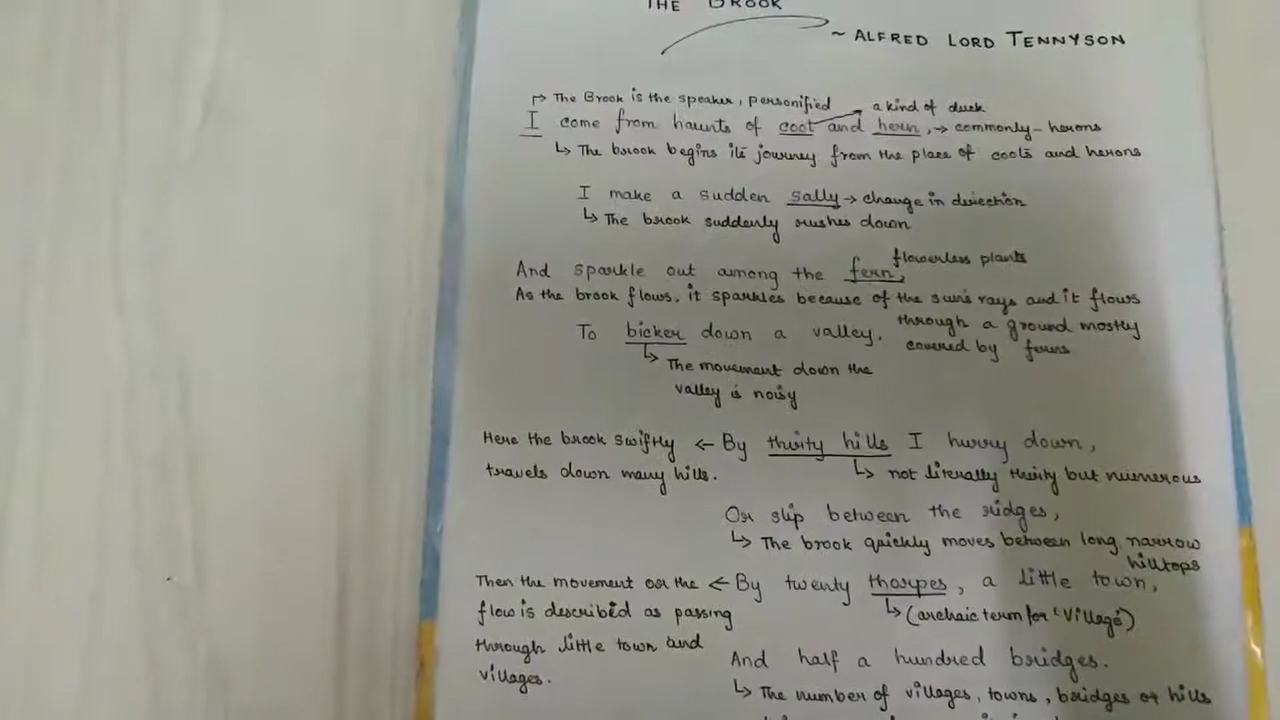 THE BROOK
~ ALFRED LORD TENNYSON
↱ The Brook is the speaker, personified
a kind of duck
I come from haunts of coot and hern, → commonly - herons
↳ The brook begins its journey from the place of coots and herons
I make a sudden sally → change in direction
↳ The brook suddenly rushes down
flowerless plants
And sparkle out among the fern,
As the brook flows, it sparkles because of the sun's rays and it flows
through a ground mostly
To bicker down a valley.
covered by ferns
↳ The movement down the
valley is noisy
Here the brook swiftly ← By thirty hills I hurry down,
travels down many hills.
↳ not literally thirty but numerous
Or slip between the ridges,
↳ The brook quickly moves between long narrow
hilltops
Then the movement or the ← By twenty thorpes, a little town,
flow is described as passing
↳ (archaic term for 'Village')
through little town and
villages.
And half a hundred bridges.
↳ The number of villages, towns, bridges or hills